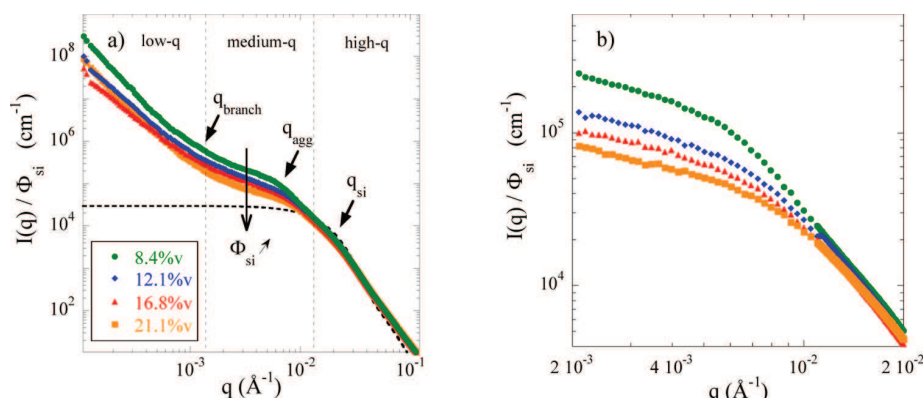 a)
low-q
medium-q
high-q
q_branch
q_agg
q_si
Φ_si ↗
10^8
10^6
10^4
10^2
I(q) / Φ_si (cm^-1)
8.4%v
12.1%v
16.8%v
21.1%v
10^-3
10^-2
10^-1
q (Å^-1)
b)
10^5
10^4
I(q) / Φ_si (cm^-1)
2 10^-3
4 10^-3
10^-2
2 10^-2
q (Å^-1)